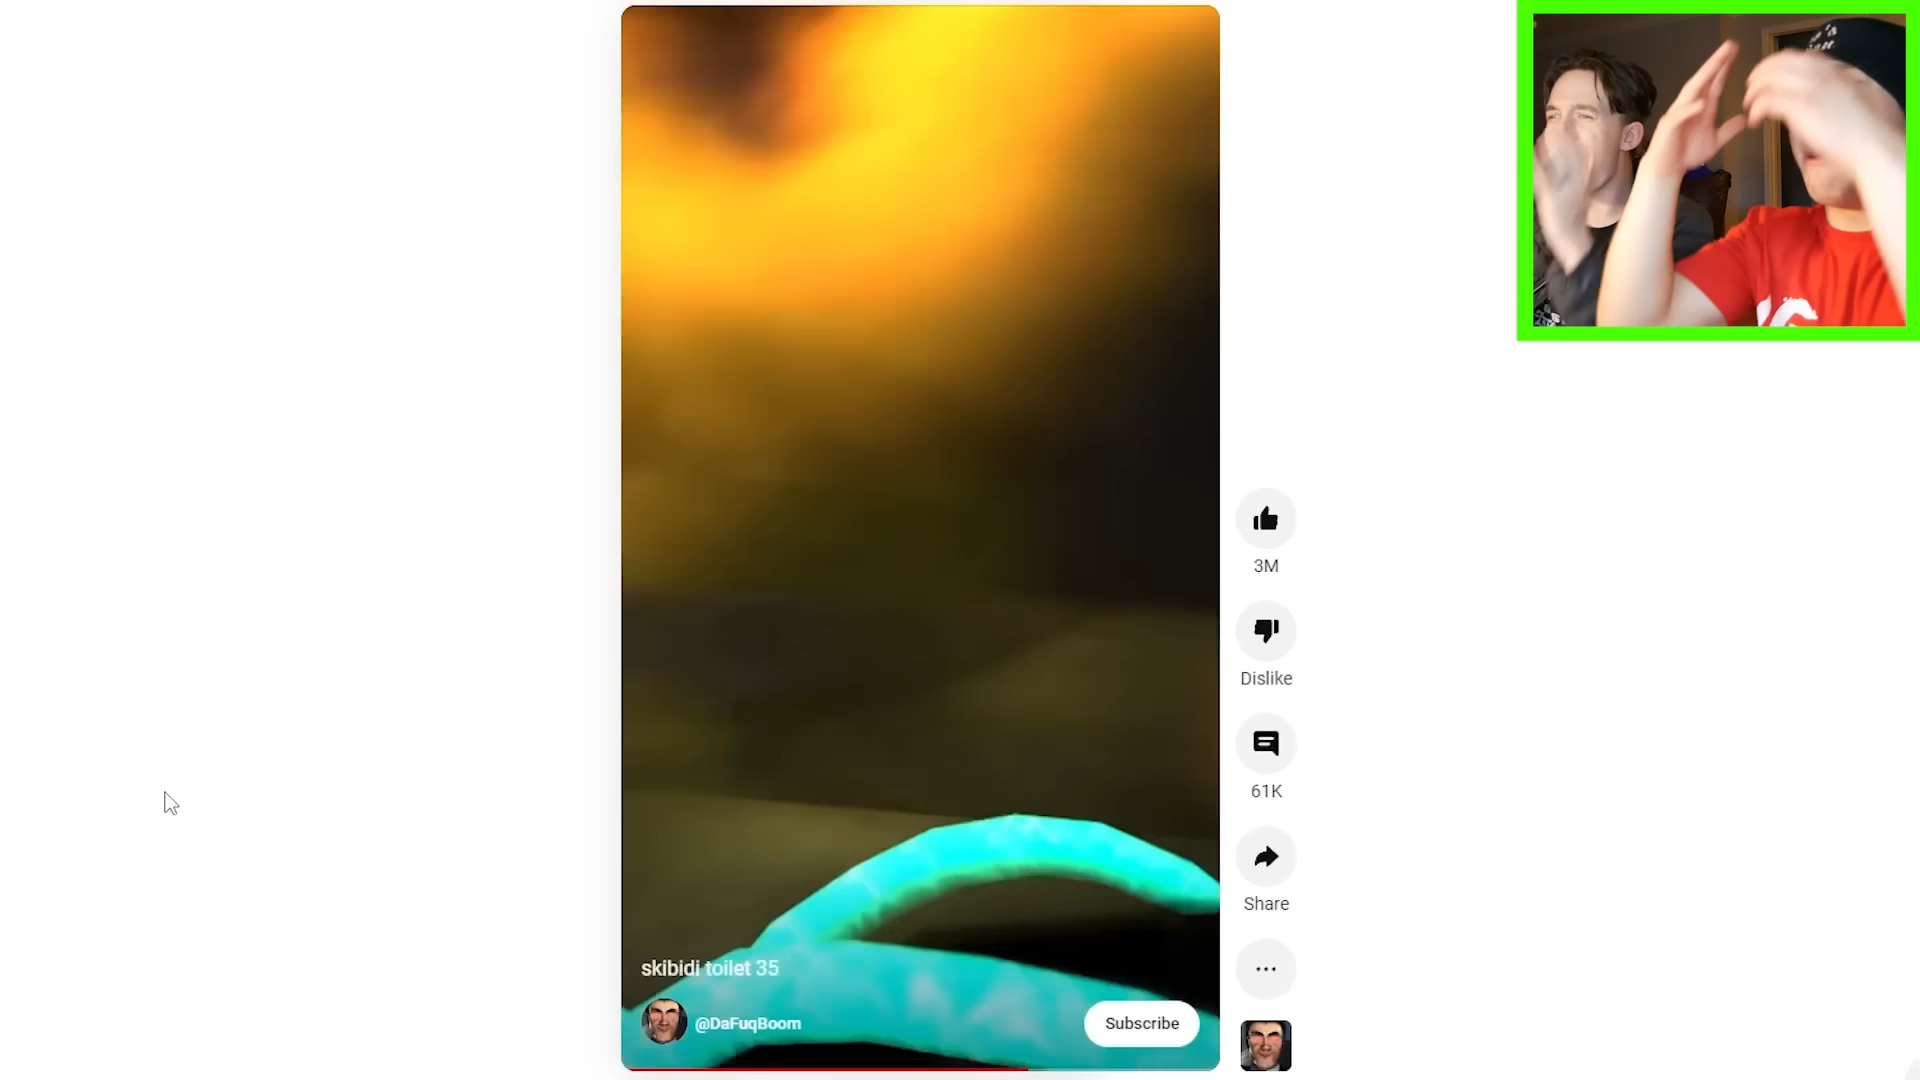 3M
Dislike
61K
Share
skibidi toilet 35
@DaFuqBoom
Subscribe